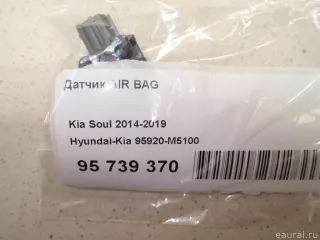 Датчик AIR BAG
Kia Soul 2014-2019
Hyundai-Kia 95920-M5100
95 739 370
eaural.ru